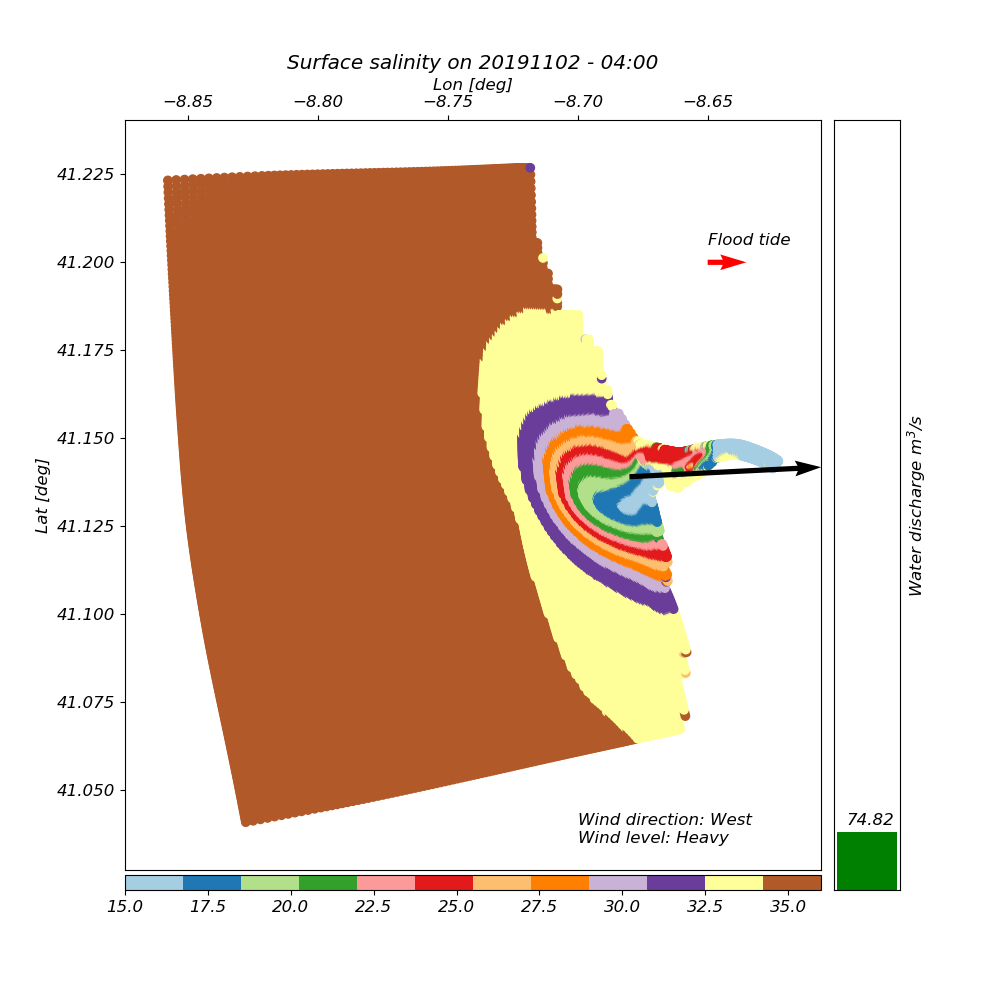 Surface salinity on 20191102 - 04:00
Lon [deg]
−8.85 −8.80 −8.75 −8.70 −8.65
41.225
41.200
41.175
41.150
41.125
41.100
41.075
41.050
Lat [deg]
Flood tide
Wind direction: West
Wind level: Heavy
74.82
Water discharge m³/s
15.0 17.5 20.0 22.5 25.0 27.5 30.0 32.5 35.0